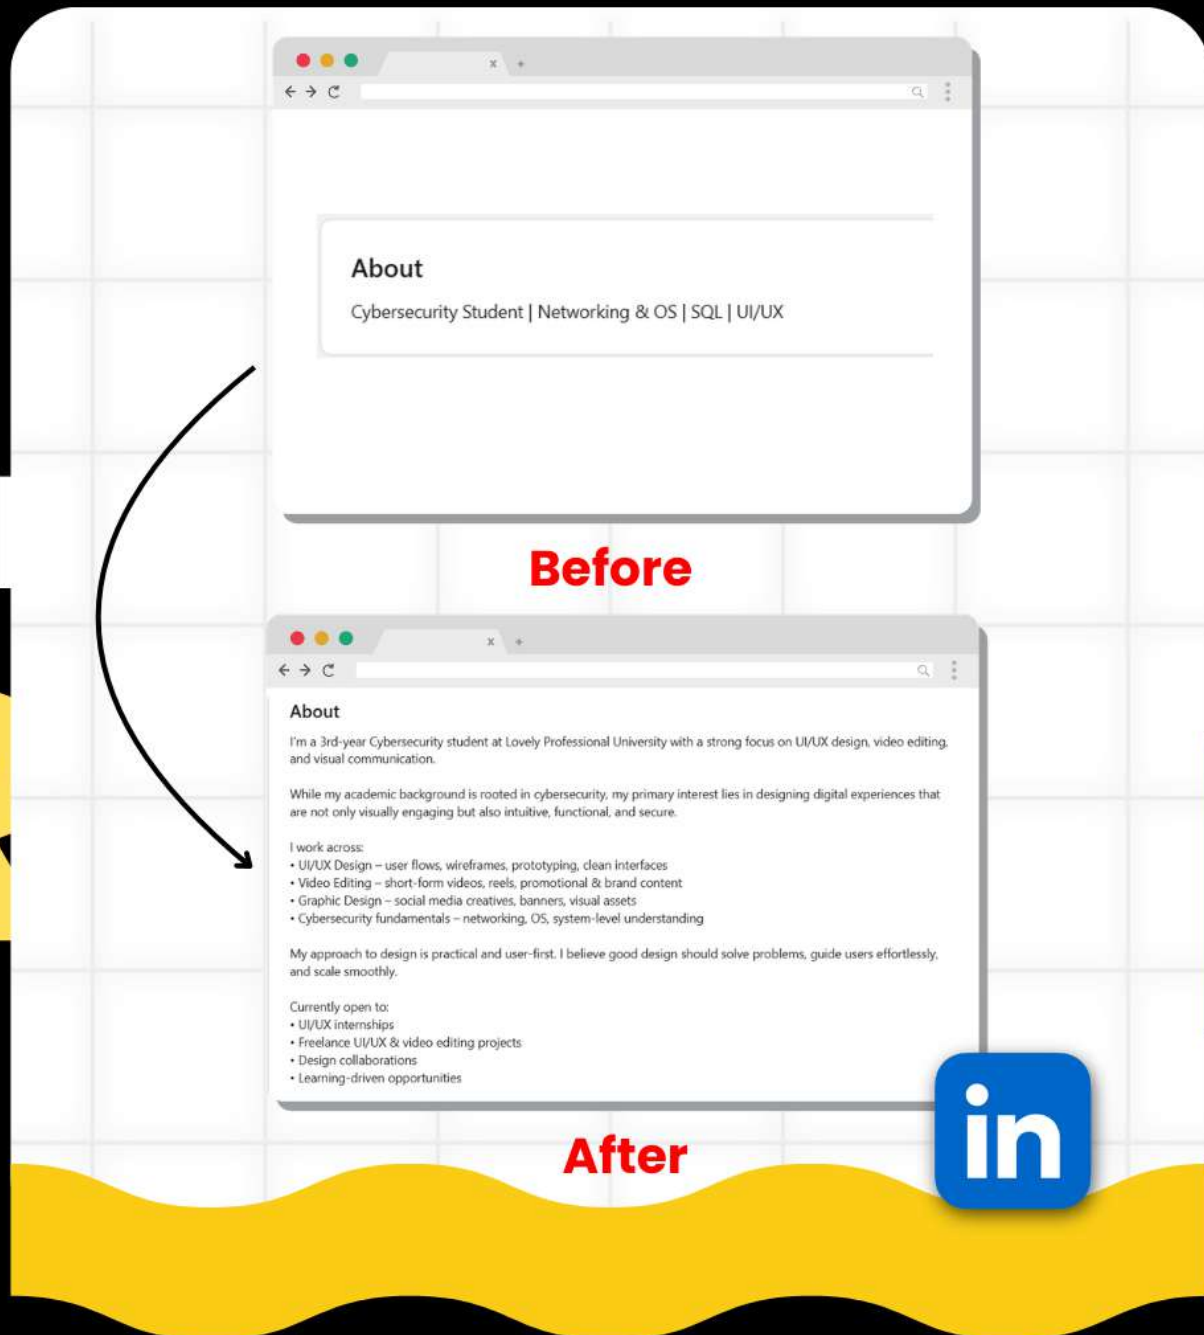 x +
About
Cybersecurity Student | Networking & OS | SQL | UI/UX
Before
x +
About
I'm a 3rd-year Cybersecurity student at Lovely Professional University with a strong focus on UI/UX design, video editing,
and visual communication.
While my academic background is rooted in cybersecurity, my primary interest lies in designing digital experiences that
are not only visually engaging but also intuitive, functional, and secure.
I work across:
• UI/UX Design – user flows, wireframes, prototyping, clean interfaces
• Video Editing – short-form videos, reels, promotional & brand content
• Graphic Design – social media creatives, banners, visual assets
• Cybersecurity fundamentals – networking, OS, system-level understanding
My approach to design is practical and user-first. I believe good design should solve problems, guide users effortlessly,
and scale smoothly.
Currently open to:
• UI/UX internships
• Freelance UI/UX & video editing projects
• Design collaborations
• Learning-driven opportunities
in
After